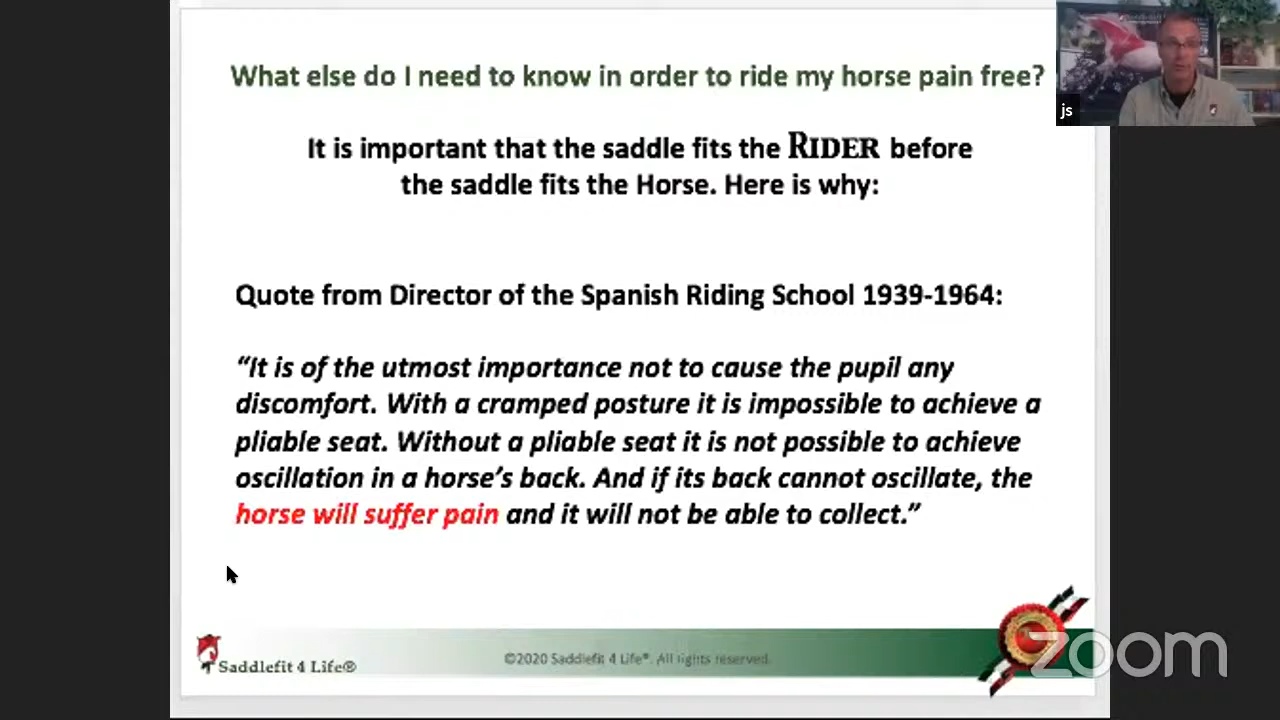 What else do I need to know in order to ride my horse pain free?
js
It is important that the saddle fits the RIDER before
the saddle fits the Horse. Here is why:
Quote from Director of the Spanish Riding School 1939-1964:
“It is of the utmost importance not to cause the pupil any
discomfort. With a cramped posture it is impossible to achieve a
pliable seat. Without a pliable seat it is not possible to achieve
oscillation in a horse’s back. And if its back cannot oscillate, the
horse will suffer pain and it will not be able to collect.”
Saddlefit 4 Life®
©2020 Saddlefit 4 Life®. All rights reserved.
zoom